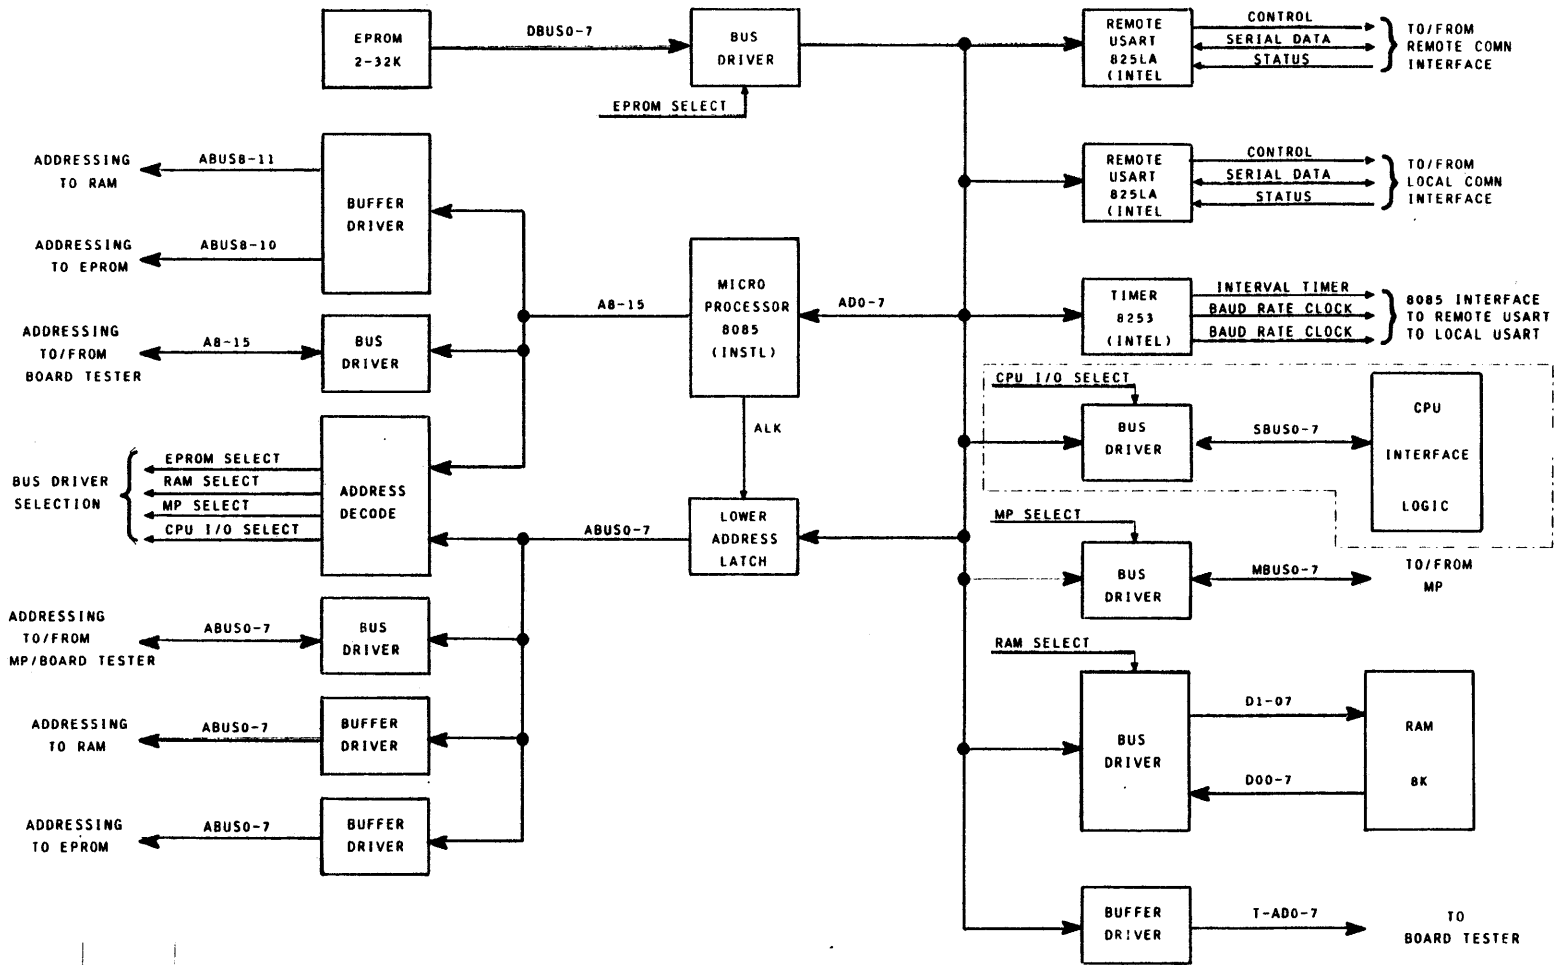 EPROM
2-32K
DBUS0-7
BUS
DRIVER
EPROM SELECT
REMOTE
USART
825LA
(INTEL
CONTROL
SERIAL DATA
STATUS
TO/FROM
REMOTE COMN
INTERFACE
ADDRESSING
TO RAM
ABUS8-11
BUFFER
DRIVER
ADDRESSING
TO EPROM
ABUS8-10
REMOTE
USART
825LA
(INTEL
CONTROL
SERIAL DATA
STATUS
TO/FROM
LOCAL COMN
INTERFACE
ADDRESSING
TO/FROM
BOARD TESTER
A8-15
BUS
DRIVER
A8-15
MICRO
PROCESSOR
8085
(INSTL)
AD0-7
TIMER
8253
(INTEL)
INTERVAL TIMER
BAUD RATE CLOCK
BAUD RATE CLOCK
8085 INTERFACE
TO REMOTE USART
TO LOCAL USART
ALK
CPU I/O SELECT
BUS
DRIVER
SBUS0-7
CPU
INTERFACE
LOGIC
BUS DRIVER
SELECTION
EPROM SELECT
RAM SELECT
MP SELECT
CPU I/O SELECT
ADDRESS
DECODE
ABUS0-7
LOWER
ADDRESS
LATCH
MP SELECT
BUS
DRIVER
MBUS0-7
TO/FROM
MP
ADDRESSING
TO/FROM
MP/BOARD TESTER
ABUS0-7
BUS
DRIVER
RAM SELECT
BUS
DRIVER
D1-07
D00-7
RAM
8K
ADDRESSING
TO RAM
ABUS0-7
BUFFER
DRIVER
ADDRESSING
TO EPROM
ABUS0-7
BUFFER
DRIVER
BUFFER
DRIVER
T-AD0-7
TO
BOARD TESTER